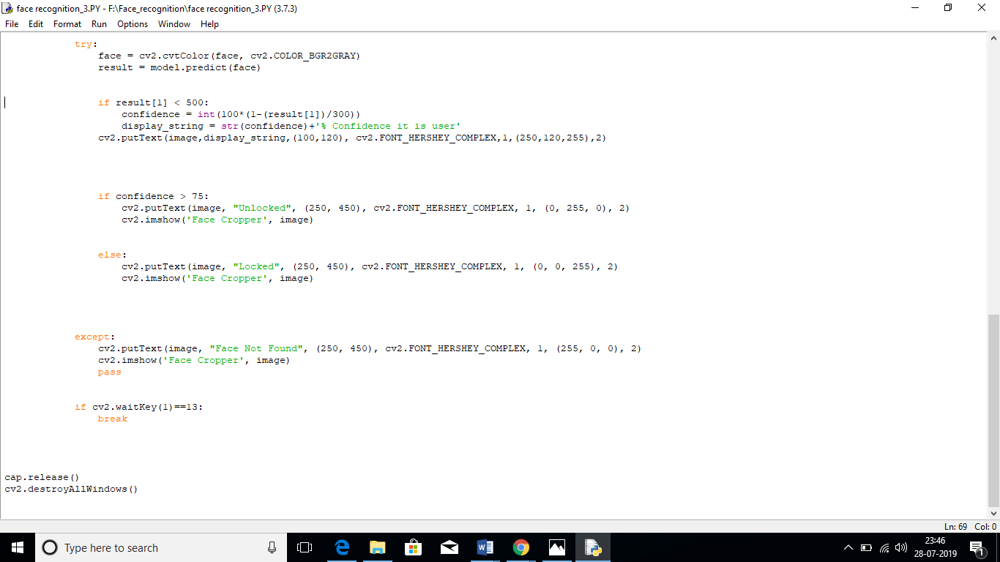 face recognition_3.PY - F:\Face_recognition\face recognition_3.PY (3.7.3)
File Edit Format Run Options Window Help
            try:
                face = cv2.cvtColor(face, cv2.COLOR_BGR2GRAY)
                result = model.predict(face)
                if result[1] < 500:
                    confidence = int(100*(1-(result[1])/300))
                    display_string = str(confidence)+'% Confidence it is user'
                cv2.putText(image,display_string,(100,120), cv2.FONT_HERSHEY_COMPLEX,1,(250,120,255),2)
                if confidence > 75:
                    cv2.putText(image, "Unlocked", (250, 450), cv2.FONT_HERSHEY_COMPLEX, 1, (0, 255, 0), 2)
                    cv2.imshow('Face Cropper', image)
                else:
                    cv2.putText(image, "Locked", (250, 450), cv2.FONT_HERSHEY_COMPLEX, 1, (0, 0, 255), 2)
                    cv2.imshow('Face Cropper', image)
            except:
                cv2.putText(image, "Face Not Found", (250, 450), cv2.FONT_HERSHEY_COMPLEX, 1, (255, 0, 0), 2)
                cv2.imshow('Face Cropper', image)
                pass
            if cv2.waitKey(1)==13:
                break
cap.release()
cv2.destroyAllWindows()
Ln: 69 Col: 0
Type here to search
23:46
28-07-2019
1